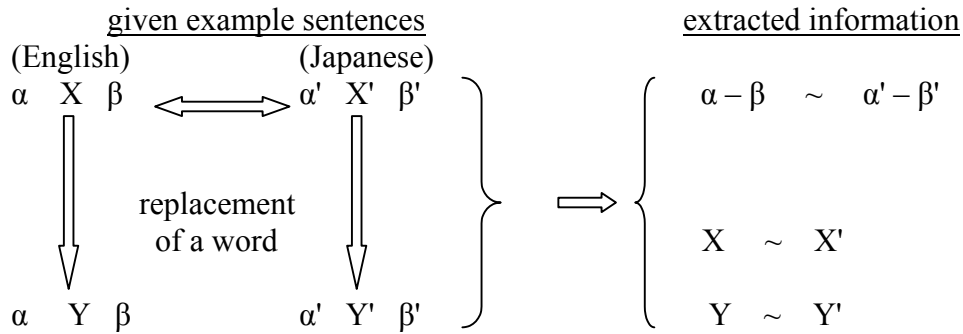 given example sentences extracted information
(English) (Japanese)
α X β α' X' β' α – β ~ α' – β'
replacement
of a word
X ~ X'
α Y β α' Y' β' Y ~ Y'